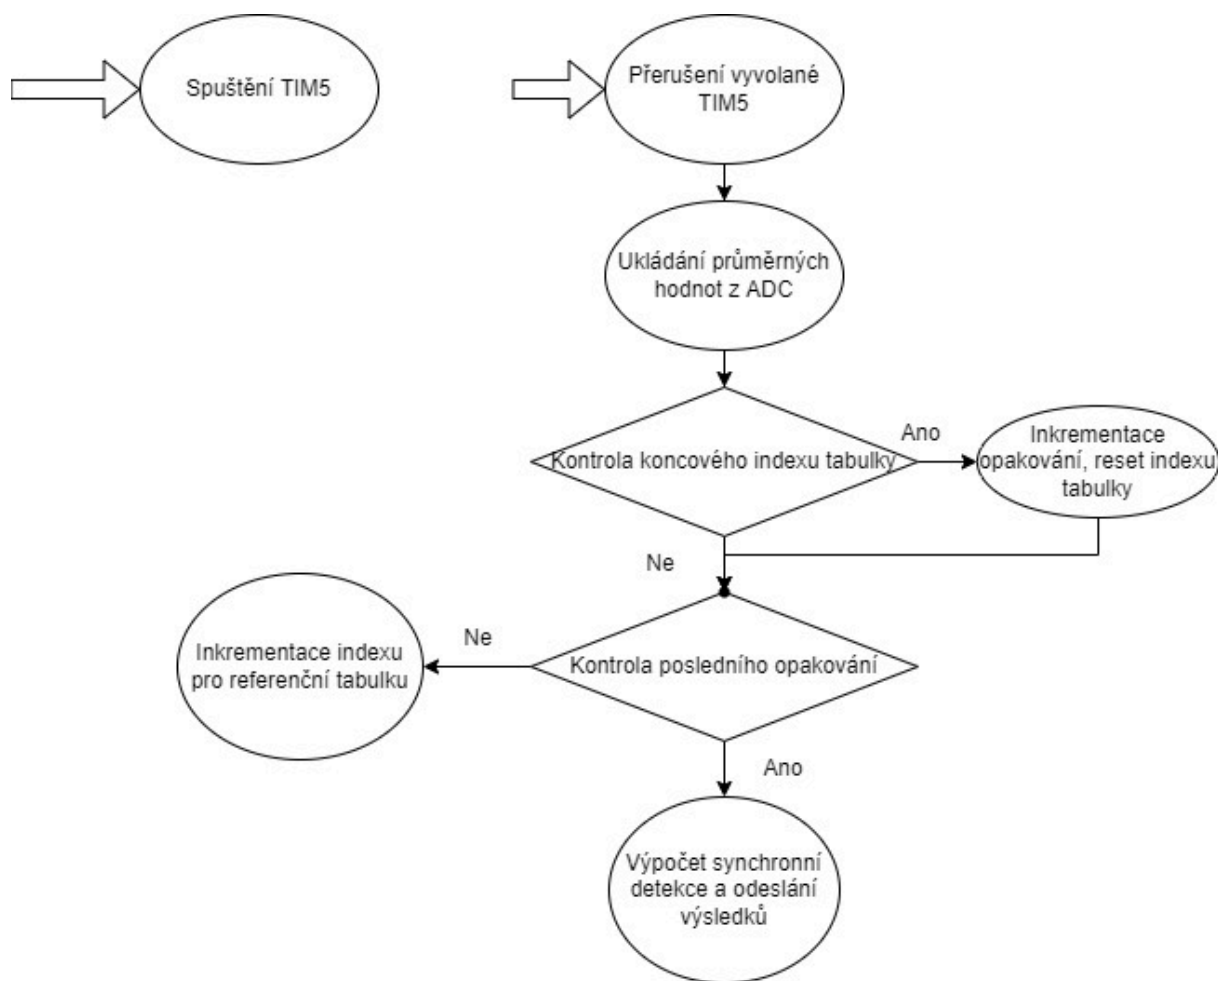 Spuštění TIM5
Přerušení vyvolané
TIM5
Ukládání průměrných
hodnot z ADC
Kontrola koncového indexu tabulky
Ano
Inkrementace
opakování, reset indexu
tabulky
Ne
Kontrola posledního opakování
Ne
Inkrementace indexu
pro referenční tabulku
Ano
Výpočet synchronní
detekce a odeslání
výsledků